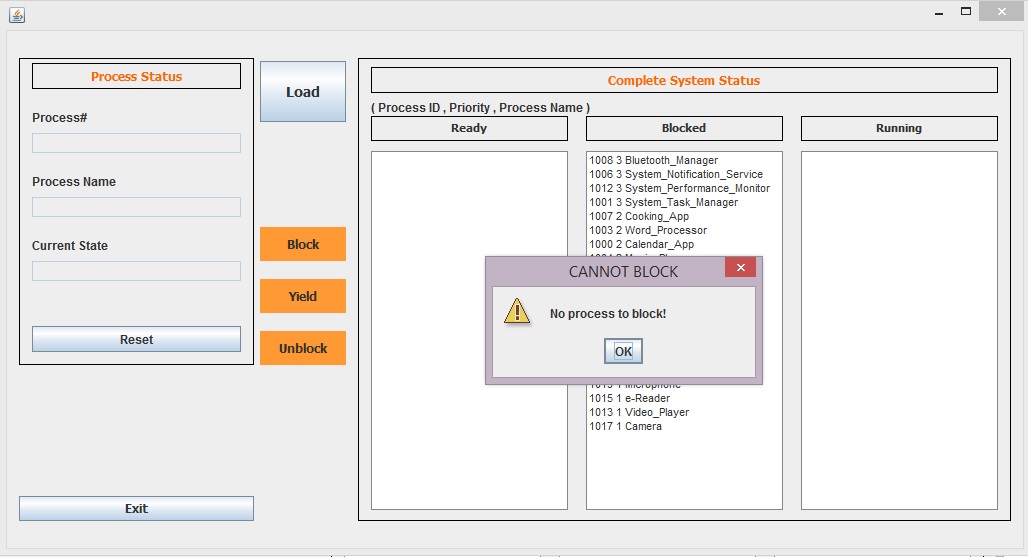 Process Status
Process#
Process Name
Current State
Reset
Exit
Load
Block
Yield
Unblock
Complete System Status
( Process ID , Priority , Process Name )
Ready
Blocked
Running
1008 3 Bluetooth_Manager
1006 3 System_Notification_Service
1012 3 System_Performance_Monitor
1001 3 System_Task_Manager
1007 2 Cooking_App
1003 2 Word_Processor
1000 2 Calendar_App
CANNOT BLOCK
No process to block!
OK
1 Microphone
1015 1 e-Reader
1013 1 Video_Player
1017 1 Camera